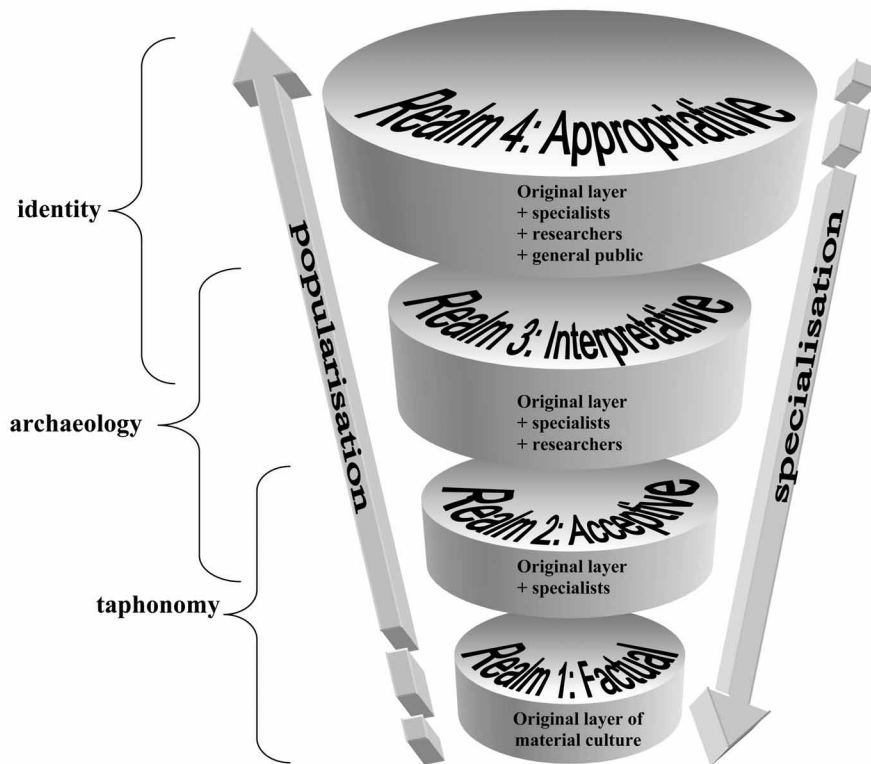 identity
archaeology
taphonomy
popularisation
specialisation
Realm 4: Appropriative
Original layer
+ specialists
+ researchers
+ general public
Realm 3: Interpretative
Original layer
+ specialists
+ researchers
Realm 2: Acceptive
Original layer
+ specialists
Realm 1: Factual
Original layer of
material culture